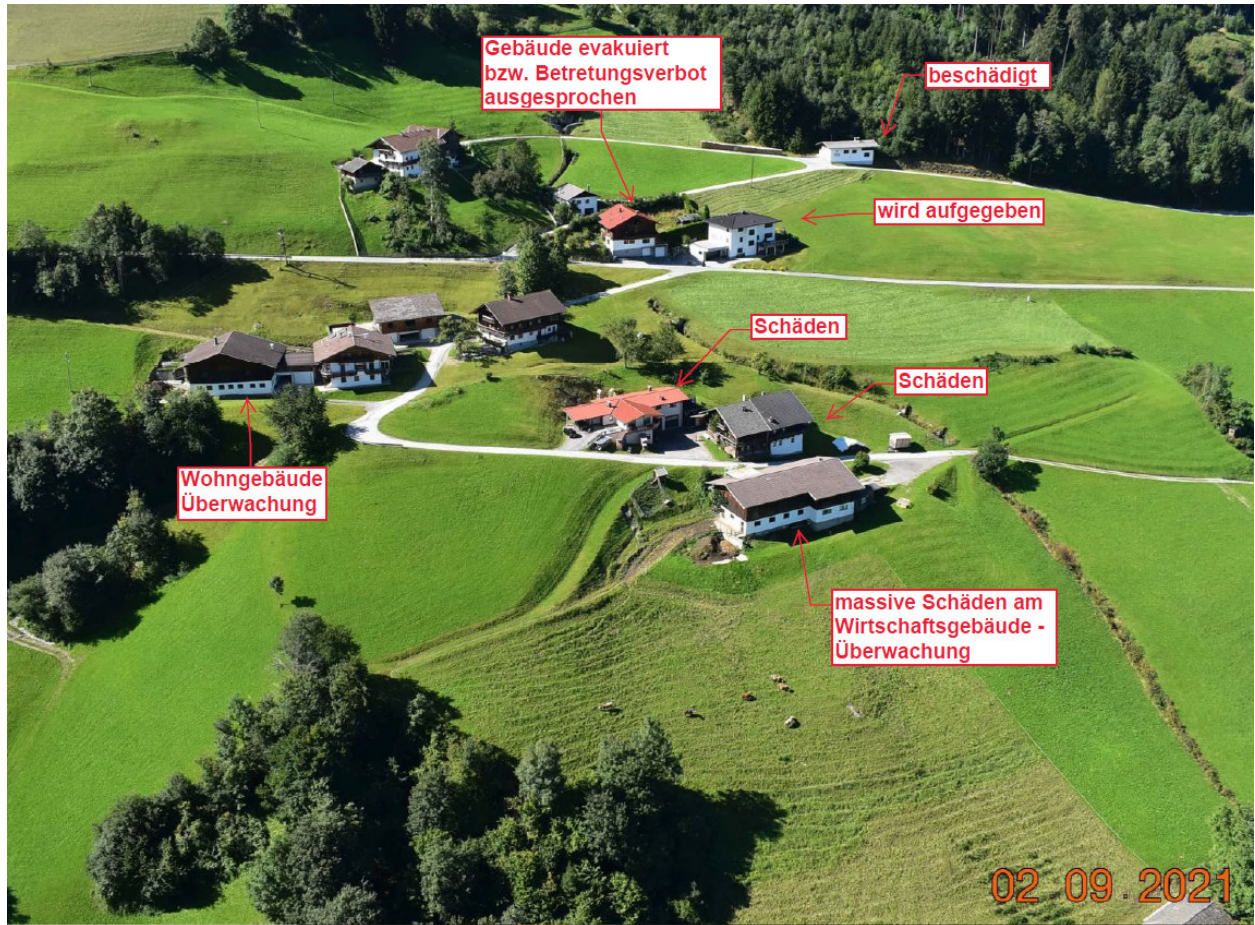 Gebäude evakuiert
bzw. Betretungsverbot
ausgesprochen
beschädigt
wird aufgegeben
Schäden
Schäden
Wohngebäude
Überwachung
massive Schäden am
Wirtschaftsgebäude -
Überwachung
02.09.2021